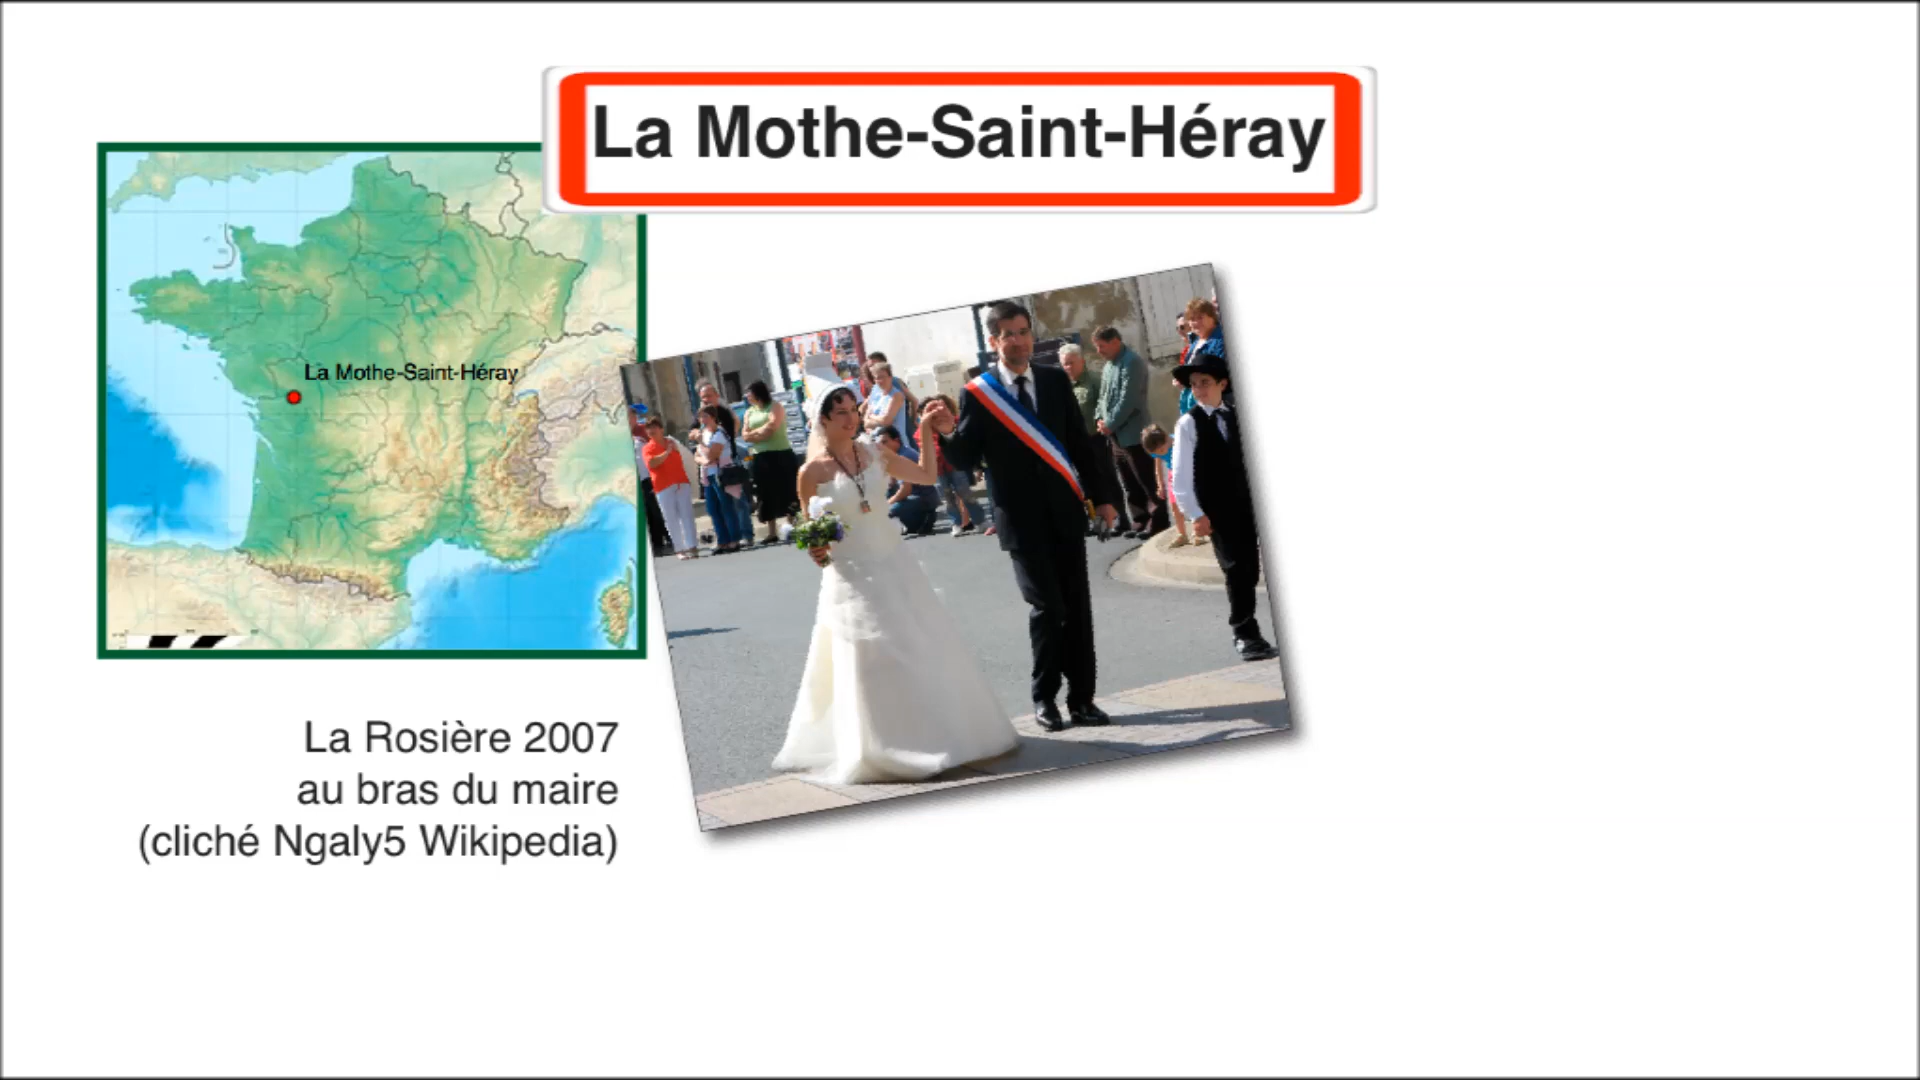 La Mothe-Saint-Héray
La Mothe-Saint-Héray
La Rosière 2007
au bras du maire
(cliché Ngaly5 Wikipedia)